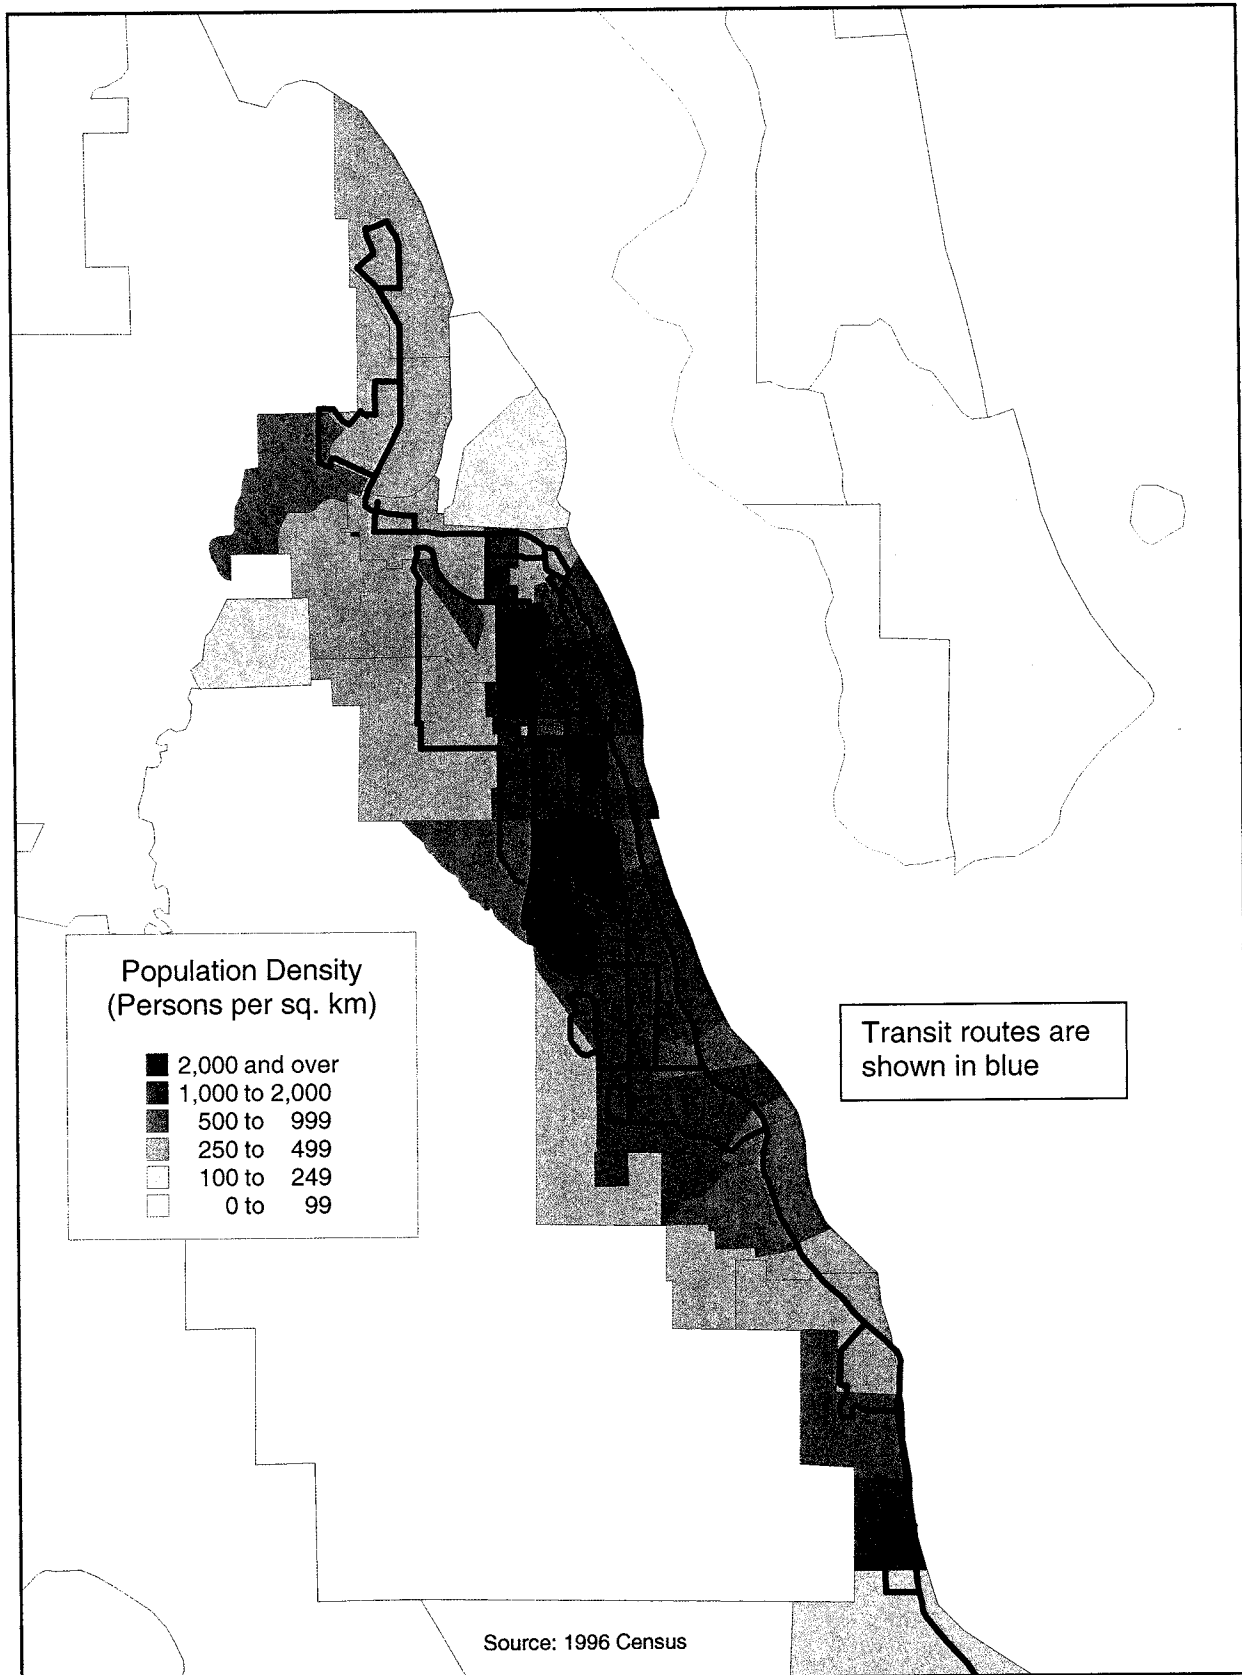 Population Density
(Persons per sq. km)
2,000 and over
1,000 to 2,000
500 to 999
250 to 499
100 to 249
0 to 99
Transit routes are
shown in blue
Source: 1996 Census